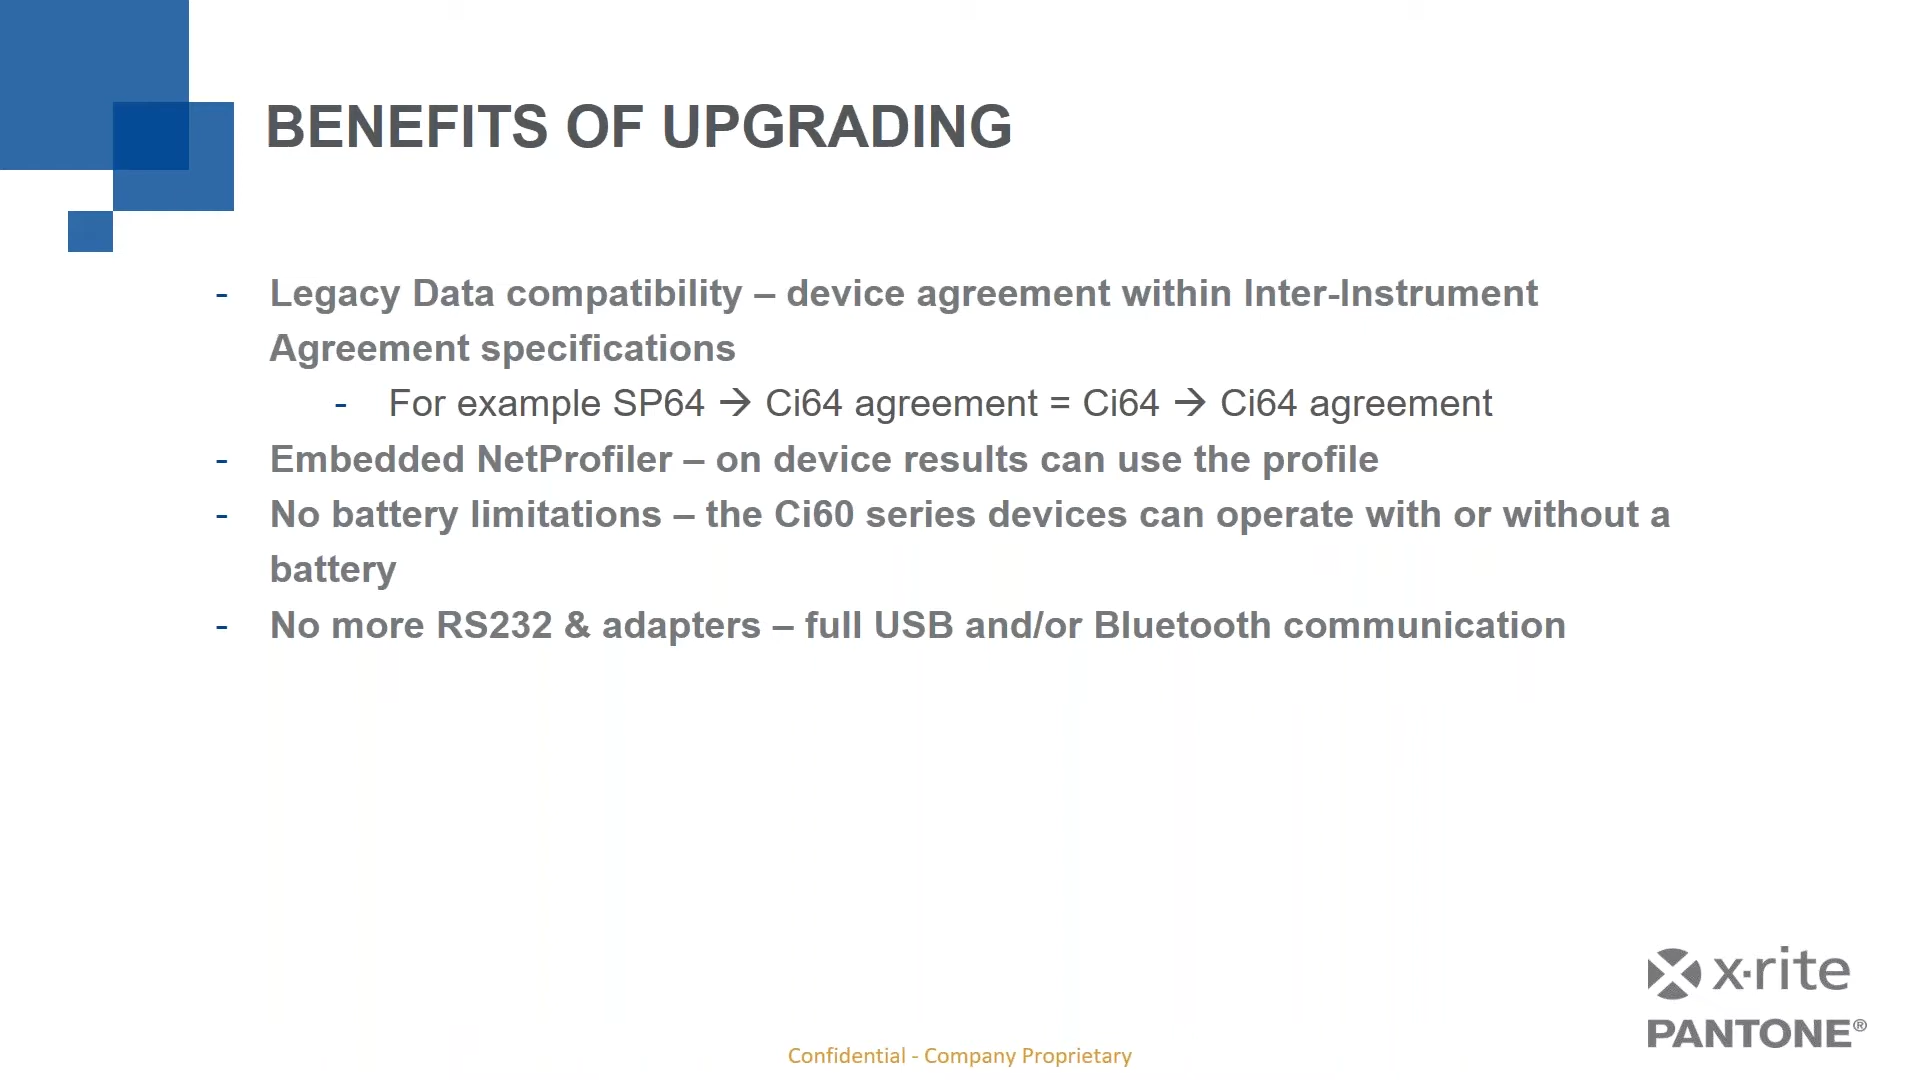 BENEFITS OF UPGRADING
- Legacy Data compatibility – device agreement within Inter-Instrument
Agreement specifications
- For example SP64 → Ci64 agreement = Ci64 → Ci64 agreement
- Embedded NetProfiler – on device results can use the profile
- No battery limitations – the Ci60 series devices can operate with or without a
battery
- No more RS232 & adapters – full USB and/or Bluetooth communication
x·rite
PANTONE®
Confidential - Company Proprietary